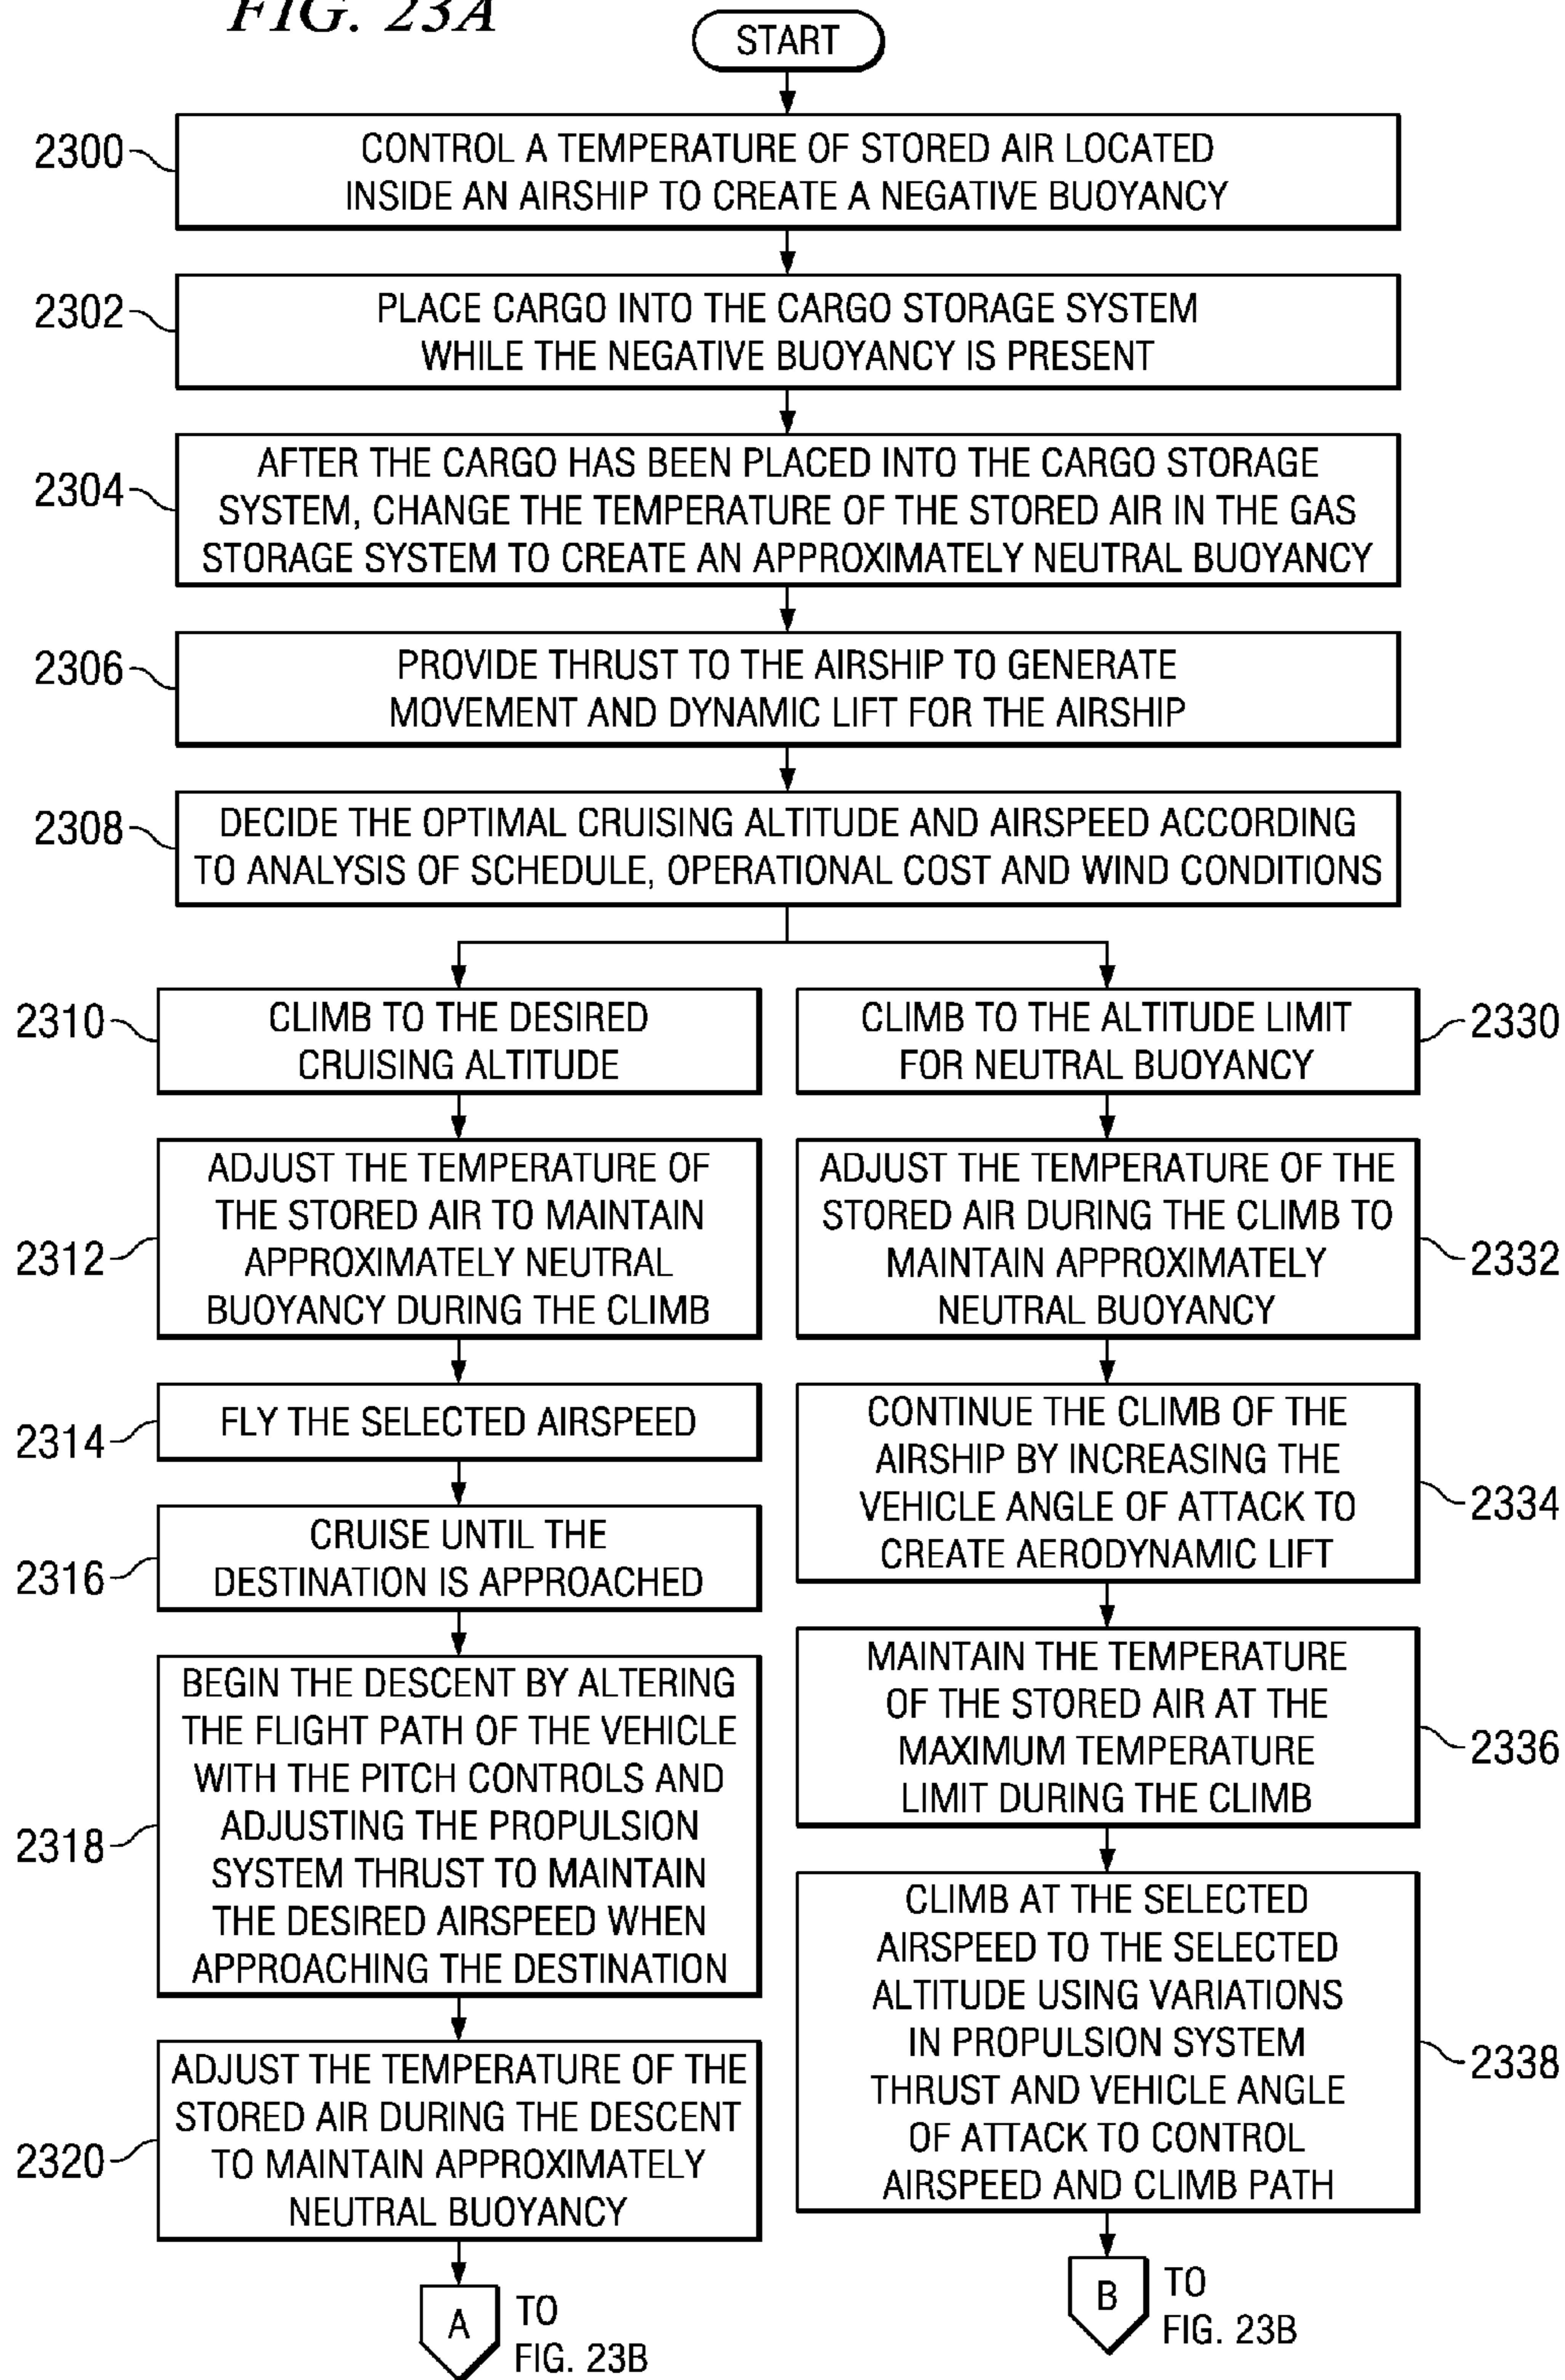 FIG. 23A
START
2300
CONTROL A TEMPERATURE OF STORED AIR LOCATED
INSIDE AN AIRSHIP TO CREATE A NEGATIVE BUOYANCY
2302
PLACE CARGO INTO THE CARGO STORAGE SYSTEM
WHILE THE NEGATIVE BUOYANCY IS PRESENT
2304
AFTER THE CARGO HAS BEEN PLACED INTO THE CARGO STORAGE
SYSTEM, CHANGE THE TEMPERATURE OF THE STORED AIR IN THE GAS
STORAGE SYSTEM TO CREATE AN APPROXIMATELY NEUTRAL BUOYANCY
2306
PROVIDE THRUST TO THE AIRSHIP TO GENERATE
MOVEMENT AND DYNAMIC LIFT FOR THE AIRSHIP
2308
DECIDE THE OPTIMAL CRUISING ALTITUDE AND AIRSPEED ACCORDING
TO ANALYSIS OF SCHEDULE, OPERATIONAL COST AND WIND CONDITIONS
2310
CLIMB TO THE DESIRED
CRUISING ALTITUDE
2312
ADJUST THE TEMPERATURE OF
THE STORED AIR TO MAINTAIN
APPROXIMATELY NEUTRAL
BUOYANCY DURING THE CLIMB
2314
FLY THE SELECTED AIRSPEED
2316
CRUISE UNTIL THE
DESTINATION IS APPROACHED
2318
BEGIN THE DESCENT BY ALTERING
THE FLIGHT PATH OF THE VEHICLE
WITH THE PITCH CONTROLS AND
ADJUSTING THE PROPULSION
SYSTEM THRUST TO MAINTAIN
THE DESIRED AIRSPEED WHEN
APPROACHING THE DESTINATION
2320
ADJUST THE TEMPERATURE OF THE
STORED AIR DURING THE DESCENT
TO MAINTAIN APPROXIMATELY
NEUTRAL BUOYANCY
A
TO
FIG. 23B
CLIMB TO THE ALTITUDE LIMIT
FOR NEUTRAL BUOYANCY
2330
ADJUST THE TEMPERATURE OF THE
STORED AIR DURING THE CLIMB TO
MAINTAIN APPROXIMATELY
NEUTRAL BUOYANCY
2332
CONTINUE THE CLIMB OF THE
AIRSHIP BY INCREASING THE
VEHICLE ANGLE OF ATTACK TO
CREATE AERODYNAMIC LIFT
2334
MAINTAIN THE TEMPERATURE
OF THE STORED AIR AT THE
MAXIMUM TEMPERATURE
LIMIT DURING THE CLIMB
2336
CLIMB AT THE SELECTED
AIRSPEED TO THE SELECTED
ALTITUDE USING VARIATIONS
IN PROPULSION SYSTEM
THRUST AND VEHICLE ANGLE
OF ATTACK TO CONTROL
AIRSPEED AND CLIMB PATH
2338
B
TO
FIG. 23B